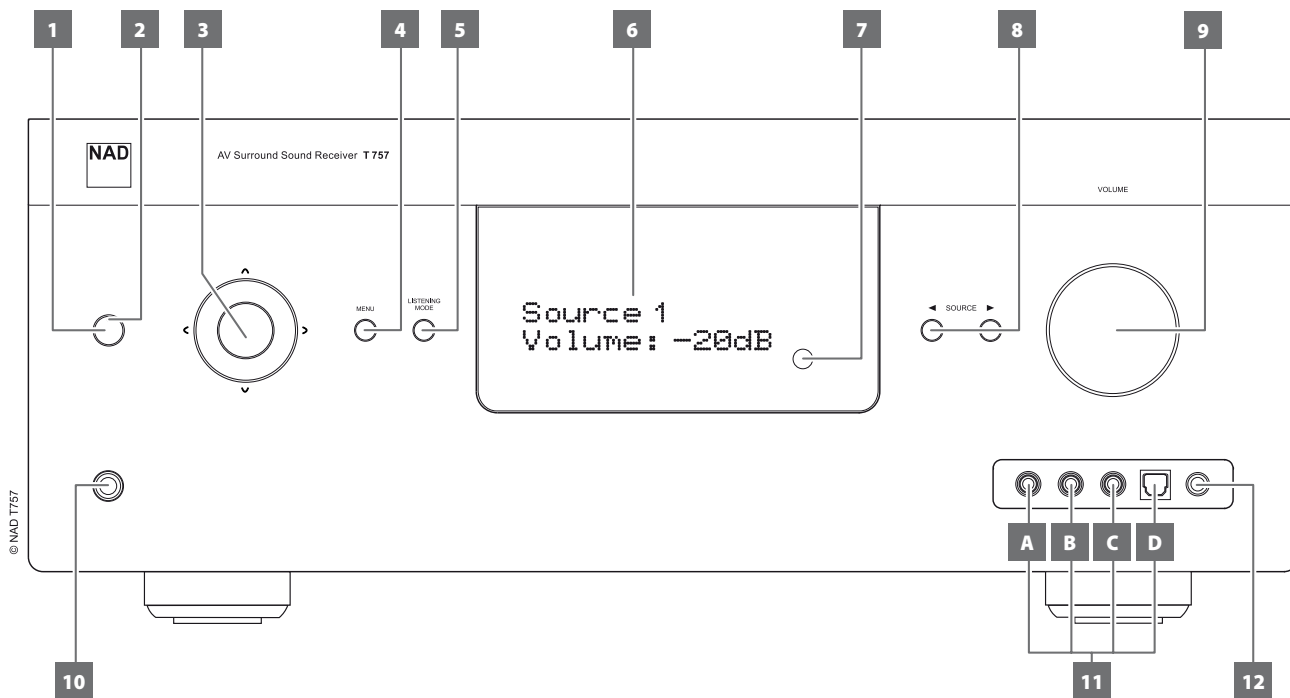 1 2 3 4 5 6 7 8 9
NAD
AV Surround Sound Receiver T 757
VOLUME
MENU
LISTENING
MODE
Source 1
Volume: -20dB
◄ SOURCE ►
© NAD T757
A B C D
10 11 12